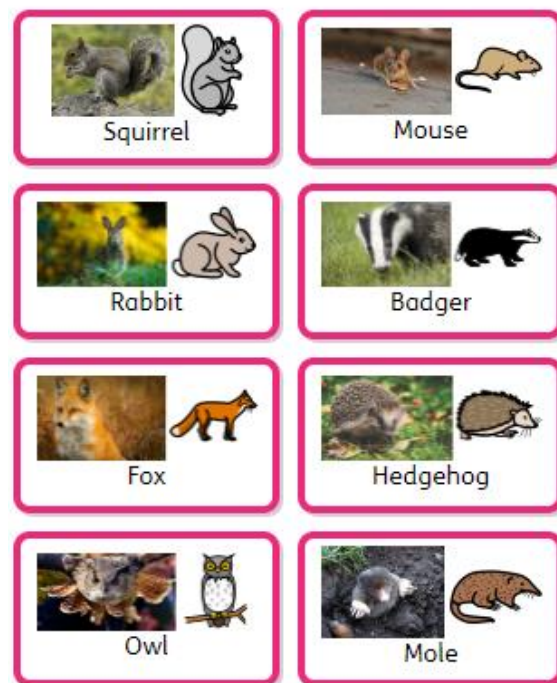 Squirrel
Mouse
Rabbit
Badger
Fox
Hedgehog
Owl
Mole